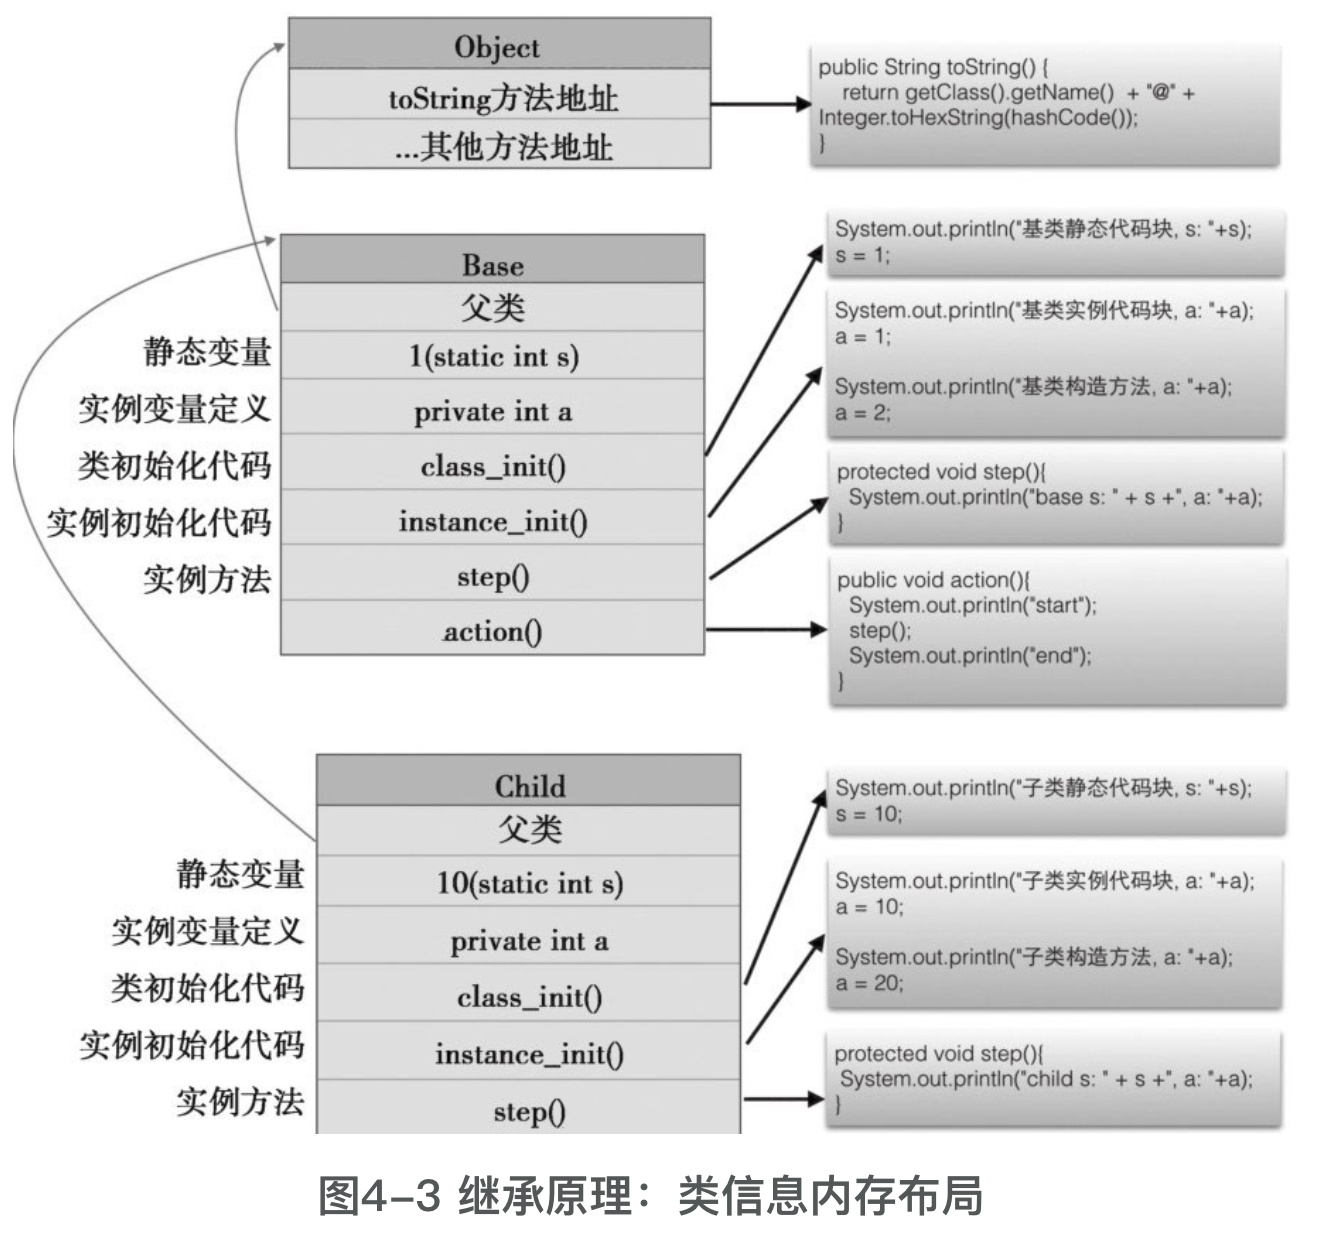 Object
toString方法地址
...其他方法地址
public String toString() {
return getClass().getName() + "@" +
Integer.toHexString(hashCode());
}
Base
父类
静态变量
1(static int s)
实例变量定义
private int a
类初始化代码
class_init()
实例初始化代码
instance_init()
实例方法
step()
action()
System.out.println("基类静态代码块, s: "+s);
s = 1;
System.out.println("基类实例代码块, a: "+a);
a = 1;
System.out.println("基类构造方法, a: "+a);
a = 2;
protected void step(){
System.out.println("base s: " + s +", a: "+a);
}
public void action(){
System.out.println("start");
step();
System.out.println("end");
}
Child
父类
静态变量
10(static int s)
实例变量定义
private int a
类初始化代码
class_init()
实例初始化代码
instance_init()
实例方法
step()
System.out.println("子类静态代码块, s: "+s);
s = 10;
System.out.println("子类实例代码块, a: "+a);
a = 10;
System.out.println("子类构造方法, a: "+a);
a = 20;
protected void step(){
System.out.println("child s: " + s +", a: "+a);
}
图4-3 继承原理：类信息内存布局